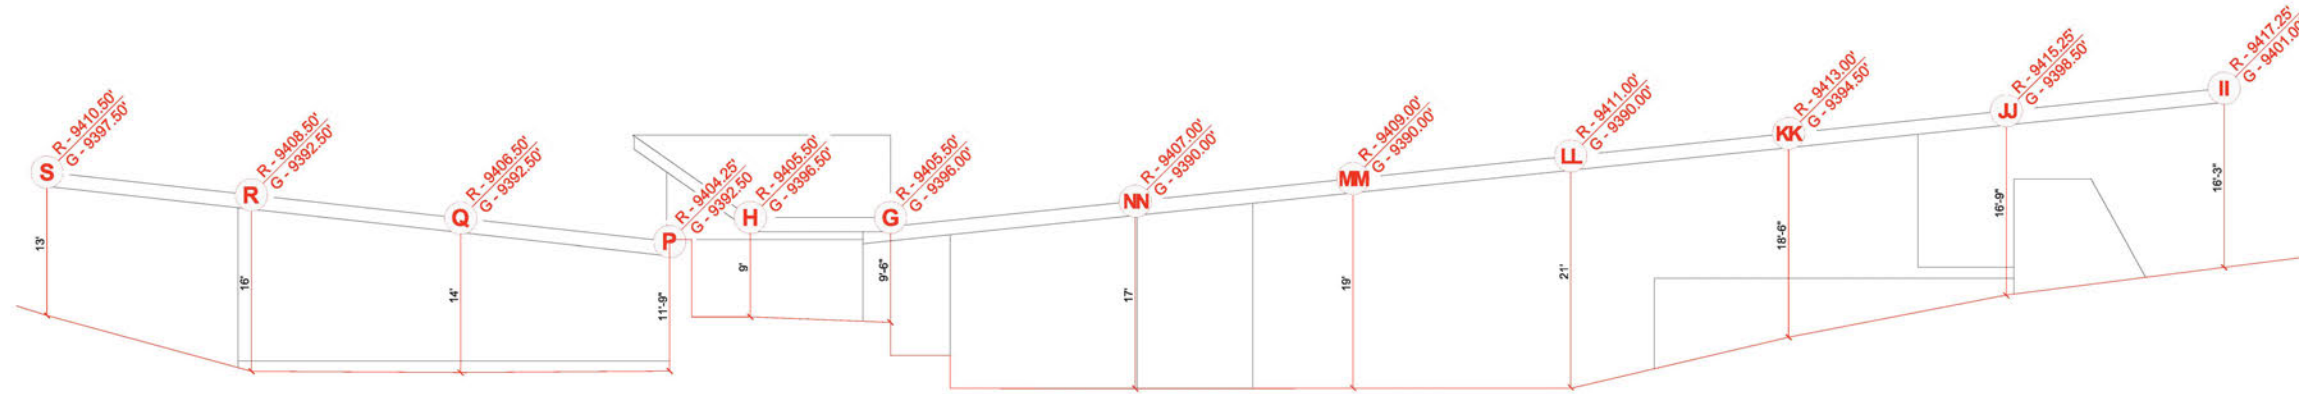 S
R - 9410.50'
G - 9397.50'
13'
R
R - 9408.50'
G - 9392.50'
16'
Q
R - 9406.50'
G - 9392.50'
14'
P
R - 9404.25'
G - 9392.50
11'-9"
H
R - 9405.50'
G - 9396.50'
9'
G
R - 9405.50'
G - 9396.00'
9'-6"
NN
R - 9407.00'
G - 9390.00'
17'
MM
R - 9409.00'
G - 9390.00'
19'
LL
R - 9411.00'
G - 9390.00'
21'
KK
R - 9413.00'
G - 9394.50'
18'-6"
JJ
R - 9415.25'
G - 9398.50'
16'-9"
II
R - 9417.25'
G - 9401.00
16'-3"